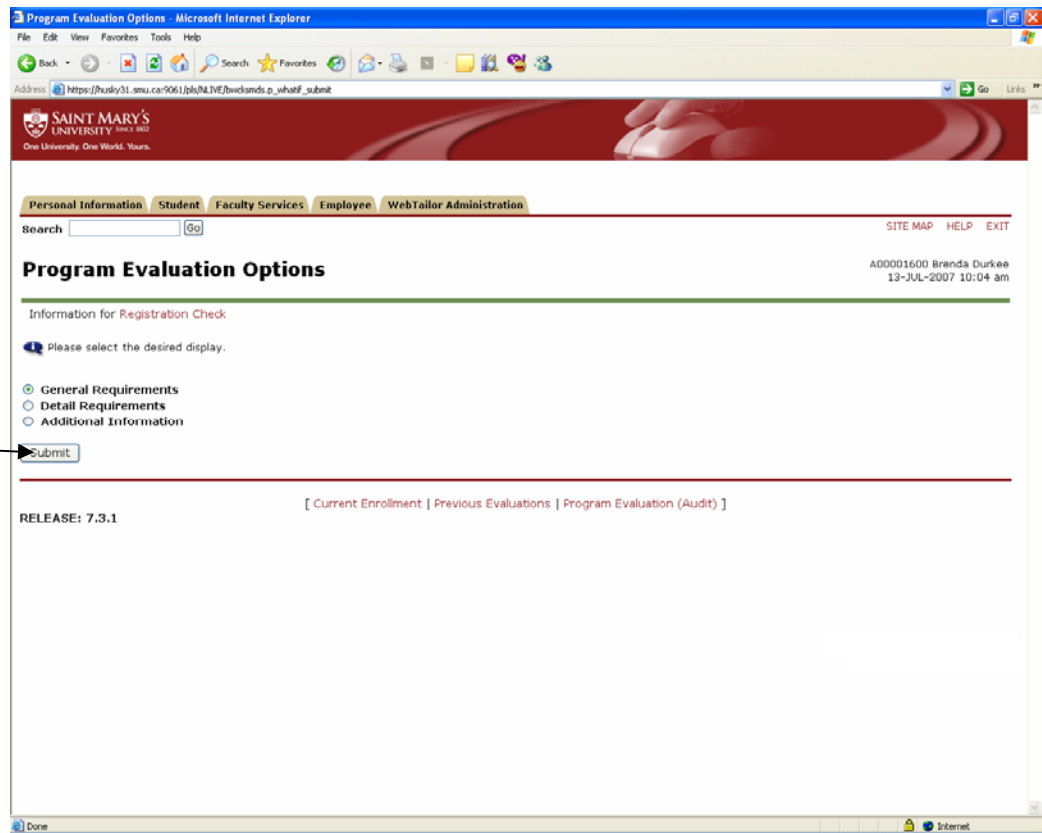 Program Evaluation Options - Microsoft Internet Explorer
File Edit View Favorites Tools Help
Back Search Favorites
Address https://husky31.smu.ca:9061/pls/NLIVE/bwcksmds.p_whatif_submit Go Links »
SAINT MARY'S
UNIVERSITY SINCE 1802
One University. One World. Yours.
Personal Information Student Faculty Services Employee WebTailor Administration
Search Go SITE MAP HELP EXIT
Program Evaluation Options
A00001600 Brenda Durkee
13-JUL-2007 10:04 am
Information for Registration Check
Please select the desired display.
General Requirements
Detail Requirements
Additional Information
Submit
[ Current Enrollment | Previous Evaluations | Program Evaluation (Audit) ]
RELEASE: 7.3.1
Done Internet